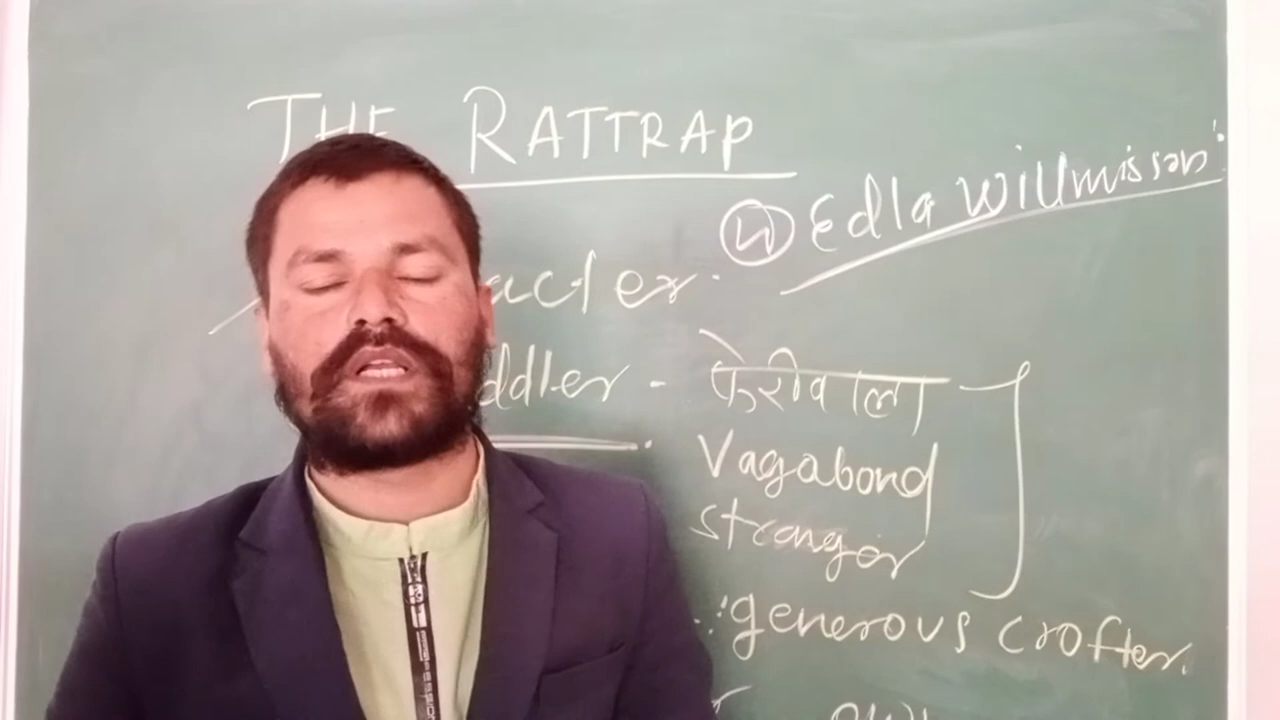 THE RATTRAP
④ Edla Willmisson:
acter.
ddler - फेरीवाला
Vagabond
stranger
generous crofter.